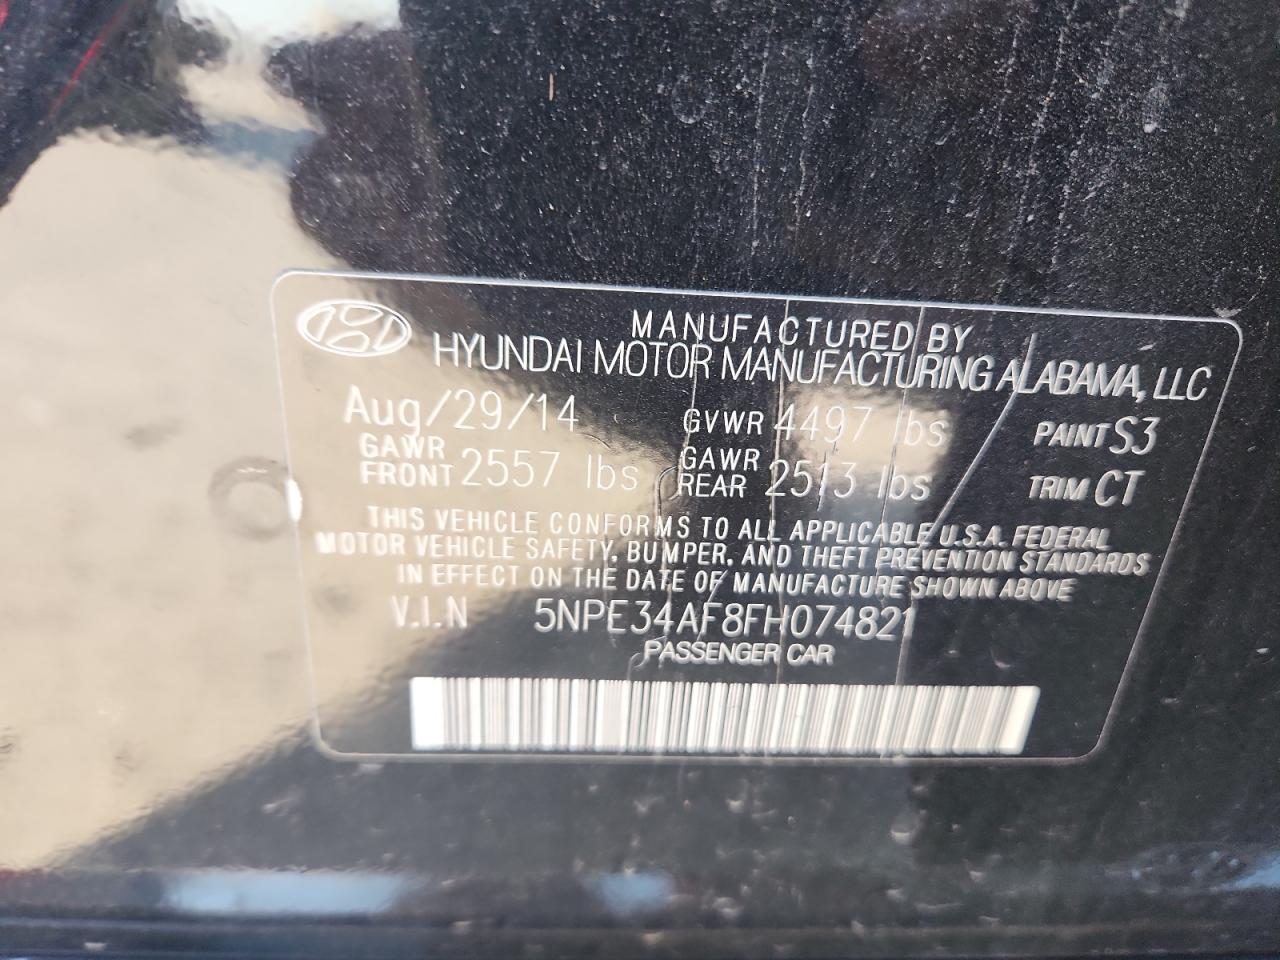 MANUFACTURED BY
HYUNDAI MOTOR MANUFACTURING ALABAMA, LLC
Aug/29/14 GVWR 4497 lbs PAINT S3
GAWR FRONT 2557 lbs GAWR REAR 2513 lbs TRIM CT
THIS VEHICLE CONFORMS TO ALL APPLICABLE U.S.A. FEDERAL
MOTOR VEHICLE SAFETY, BUMPER, AND THEFT PREVENTION STANDARDS
IN EFFECT ON THE DATE OF MANUFACTURE SHOWN ABOVE
V.I.N 5NPE34AF8FH074821
PASSENGER CAR